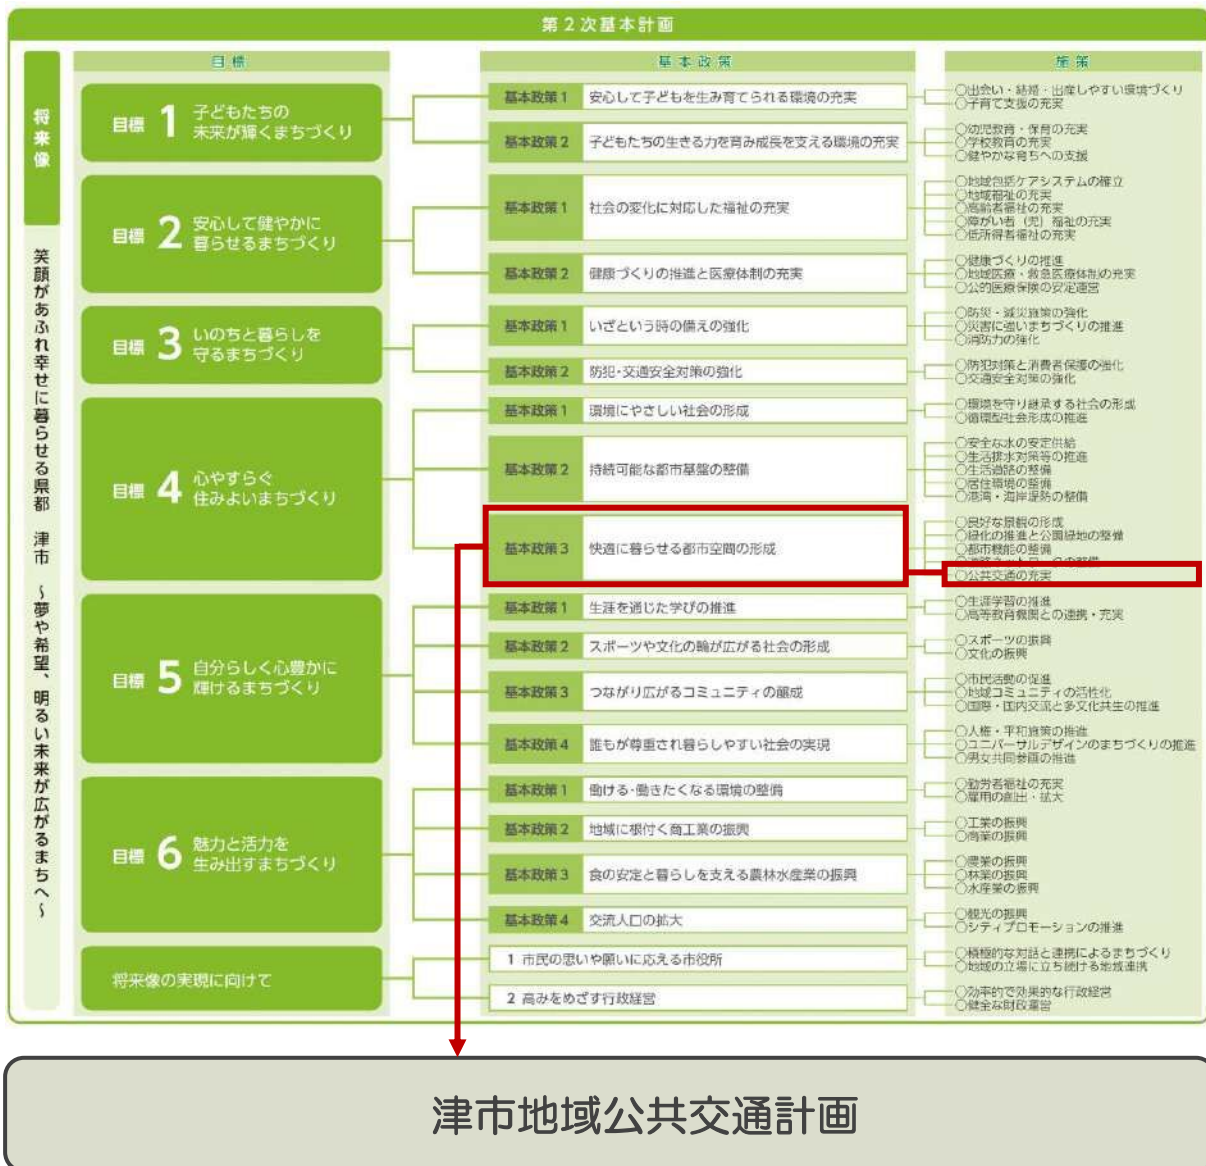 第2次基本計画
将来像
笑顔があふれ幸せに暮らせる県都 津市 ～夢や希望、明るい未来が広がるまちへ～
目標
基本政策
施策
目標 1 子どもたちの
未来が輝くまちづくり
基本政策1 安心して子どもを生み育てられる環境の充実
○出会い・結婚・出産しやすい環境づくり
○子育て支援の充実
基本政策2 子どもたちの生きる力を育み成長を支える環境の充実
○幼児教育・保育の充実
○学校教育の充実
○健やかな育ちへの支援
目標 2 安心して健やかに
暮らせるまちづくり
基本政策1 社会の変化に対応した福祉の充実
○地域包括ケアシステムの確立
○地域福祉の充実
○高齢者福祉の充実
○障がい者（児）福祉の充実
○低所得者福祉の充実
基本政策2 健康づくりの推進と医療体制の充実
○健康づくりの推進
○地域医療・救急医療体制の充実
○公的医療保険の安定運営
目標 3 いのちと暮らしを
守るまちづくり
基本政策1 いざという時の備えの強化
○防災・減災施策の強化
○災害に強いまちづくりの推進
○消防力の強化
基本政策2 防犯・交通安全対策の強化
○防犯対策と消費者保護の強化
○交通安全対策の強化
目標 4 心やすらぐ
住みよいまちづくり
基本政策1 環境にやさしい社会の形成
○環境を守り継承する社会の形成
○循環型社会形成の推進
基本政策2 持続可能な都市基盤の整備
○安全な水の安定供給
○生活排水対策等の推進
○生活道路の整備
○居住環境の整備
○港湾・海岸堤防の整備
基本政策3 快適に暮らせる都市空間の形成
○良好な景観の形成
○緑化の推進と公園緑地の整備
○都市機能の整備
○道路ネットワークの整備
○公共交通の充実
目標 5 自分らしく心豊かに
輝けるまちづくり
基本政策1 生涯を通じた学びの推進
○生涯学習の推進
○高等教育機関との連携・充実
基本政策2 スポーツや文化の輪が広がる社会の形成
○スポーツの振興
○文化の振興
基本政策3 つながり広がるコミュニティの醸成
○市民活動の促進
○地域コミュニティの活性化
○国際・国内交流と多文化共生の推進
基本政策4 誰もが尊重され暮らしやすい社会の実現
○人権・平和施策の推進
○ユニバーサルデザインのまちづくりの推進
○男女共同参画の推進
目標 6 魅力と活力を
生み出すまちづくり
基本政策1 働ける・働きたくなる環境の整備
○勤労者福祉の充実
○雇用の創出・拡大
基本政策2 地域に根付く商工業の振興
○工業の振興
○商業の振興
基本政策3 食の安定と暮らしを支える農林水産業の振興
○農業の振興
○林業の振興
○水産業の振興
基本政策4 交流人口の拡大
○観光の振興
○シティプロモーションの推進
将来像の実現に向けて
1 市民の思いや願いに応える市役所
○積極的な対話と連携によるまちづくり
○地域の立場に立ち続ける地域連携
2 高みをめざす行政経営
○効率的で効果的な行政経営
○健全な財政運営
津市地域公共交通計画